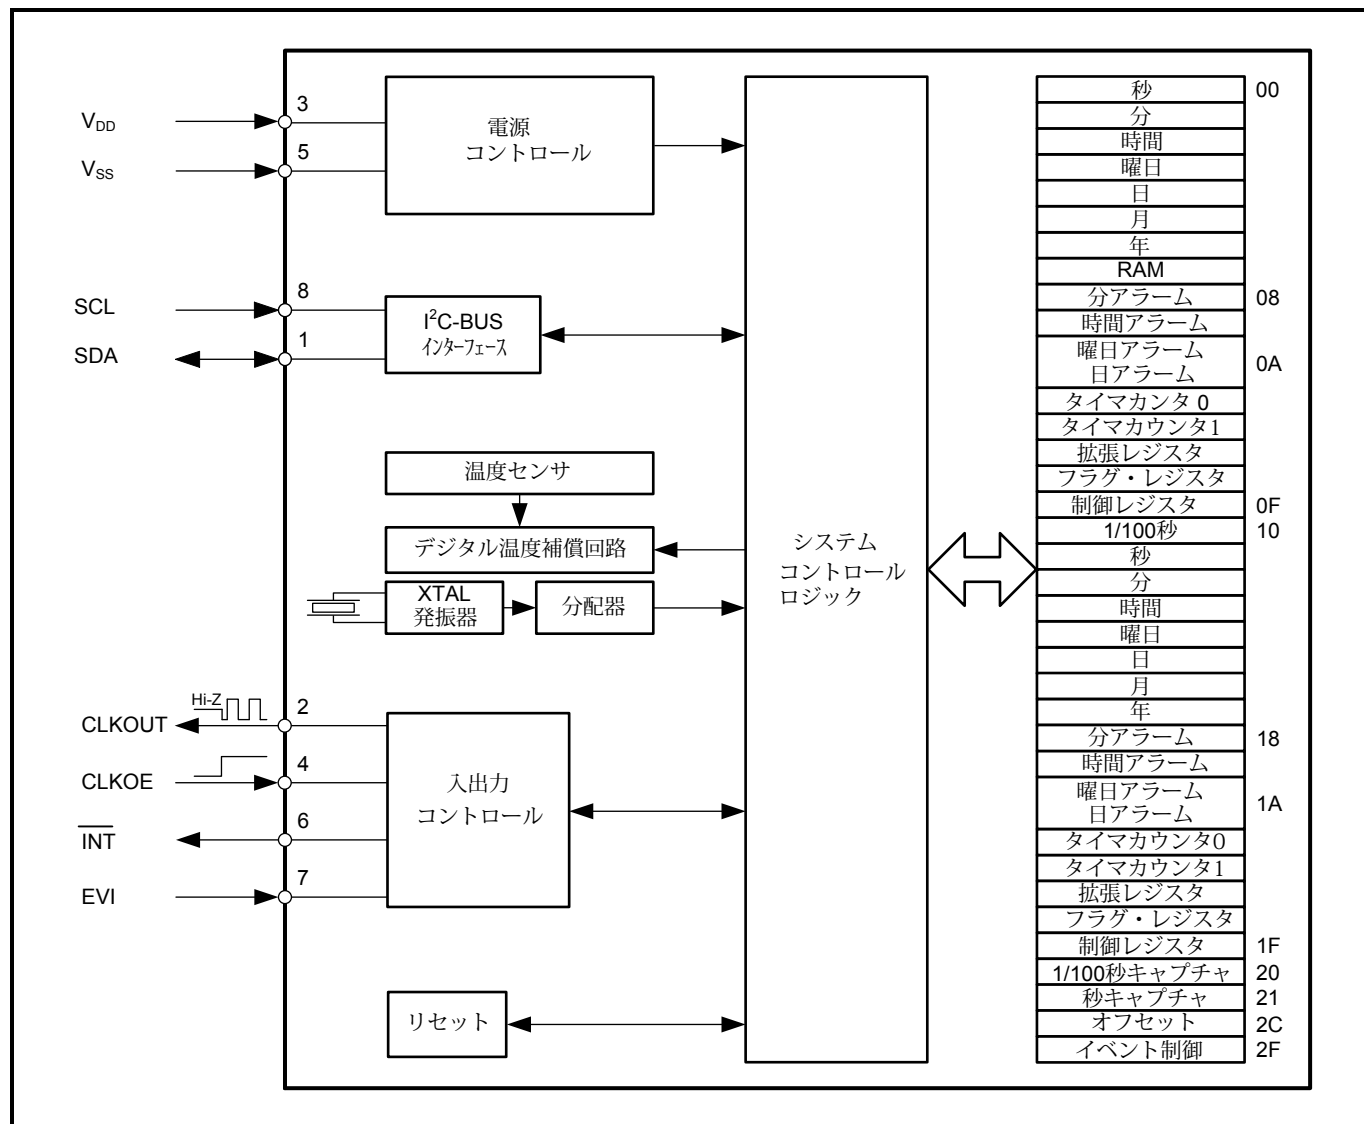 V_DD
3
V_SS
5
電源
コントロール
SCL
8
SDA
1
I²C-BUS
インターフェース
温度センサ
デジタル温度補償回路
XTAL
発振器
分配器
Hi-Z
CLKOUT
2
CLKOE
4
INT
6
EVI
7
入出力
コントロール
リセット
システム
コントロール
ロジック
秒 00
分
時間
曜日
日
月
年
RAM
分アラーム 08
時間アラーム
曜日アラーム
日アラーム 0A
タイマカンタ 0
タイマカウンタ1
拡張レジスタ
フラグ・レジスタ
制御レジスタ 0F
1/100秒 10
秒
分
時間
曜日
日
月
年
分アラーム 18
時間アラーム
曜日アラーム
日アラーム 1A
タイマカウンタ0
タイマカウンタ1
拡張レジスタ
フラグ・レジスタ
制御レジスタ 1F
1/100秒キャプチャ 20
秒キャプチャ 21
オフセット 2C
イベント制御 2F